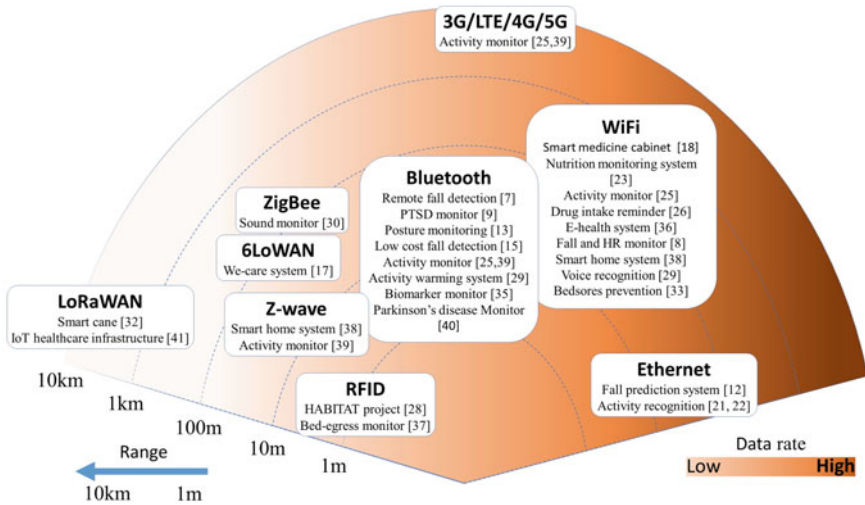 3G/LTE/4G/5G
Activity monitor [25,39]
WiFi
Smart medicine cabinet [18]
Nutrition monitoring system
[23]
Activity monitor [25]
Drug intake reminder [26]
E-health system [36]
Fall and HR monitor [8]
Smart home system [38]
Voice recognition [29]
Bedsores prevention [33]
Bluetooth
Remote fall detection [7]
PTSD monitor [9]
Posture monitoring [13]
Low cost fall detection [15]
Activity monitor [25,39]
Activity warming system [29]
Biomarker monitor [35]
Parkinson's disease Monitor
[40]
ZigBee
Sound monitor [30]
6LoWAN
We-care system [17]
LoRaWAN
Smart cane [32]
IoT healthcare infrastructure [41]
Z-wave
Smart home system [38]
Activity monitor [39]
RFID
HABITAT project [28]
Bed-egress monitor [37]
Ethernet
Fall prediction system [12]
Activity recognition [21, 22]
10km
1km
100m
10m
1m
Range
10km 1m
Data rate
Low High